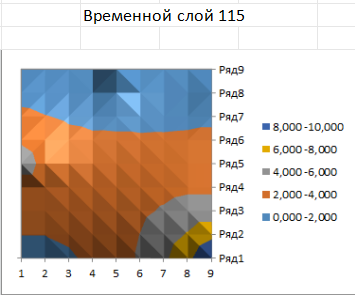 Временной слой 115
Ряд9
Ряд8
Ряд7
Ряд6
Ряд5
Ряд4
Ряд3
Ряд2
Ряд1
1 2 3 4 5 6 7 8 9
8,000 -10,000
6,000 -8,000
4,000 -6,000
2,000 -4,000
0,000 -2,000